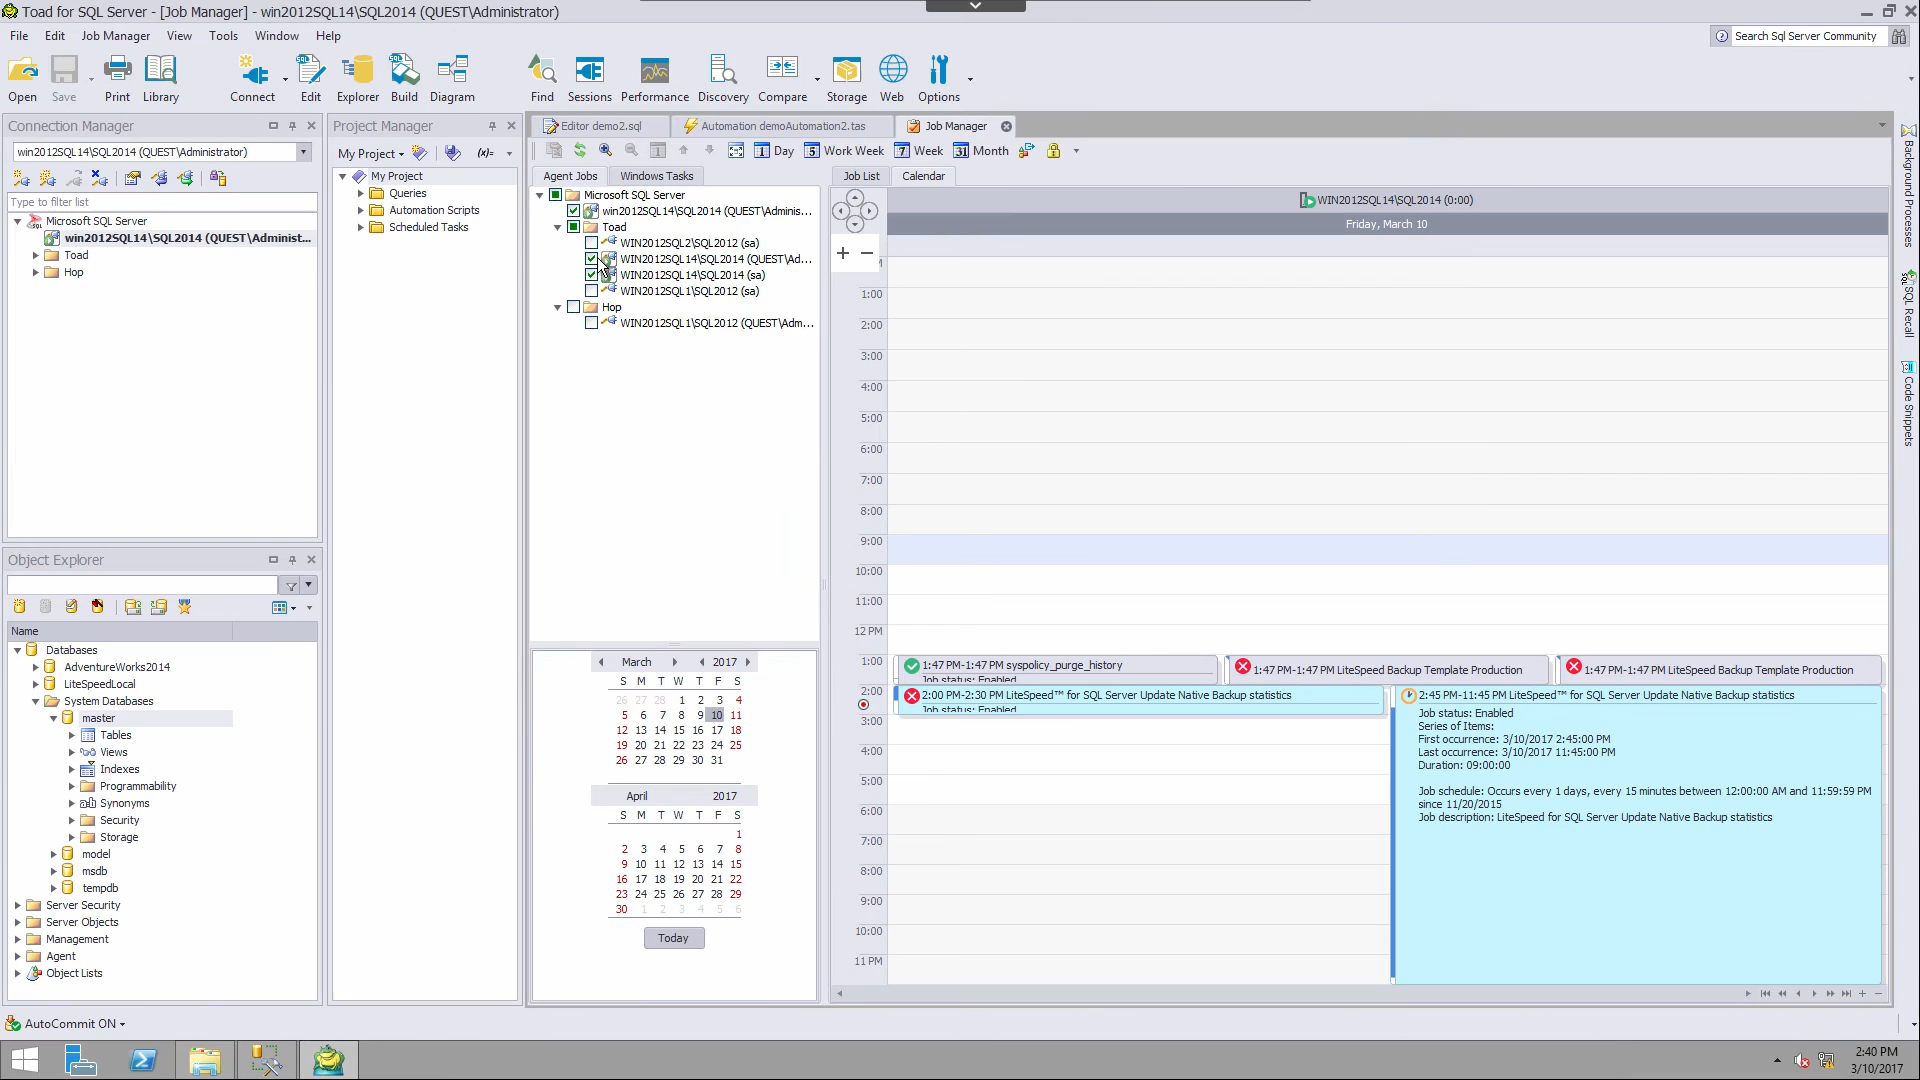 Toad for SQL Server - [Job Manager] - win2012SQL14\SQL2014 (QUEST\Administrator)
File Edit Job Manager View Tools Window Help
Search Sql Server Community
Open Save Print Library Connect Edit Explorer Build Diagram Find Sessions Performance Discovery Compare Storage Web Options
Connection Manager
win2012SQL14\SQL2014 (QUEST\Administrator)
Type to filter list
Microsoft SQL Server
win2012SQL14\SQL2014 (QUEST\Administ...
Toad
Hop
Project Manager
My Project
(x)=
My Project
Queries
Automation Scripts
Scheduled Tasks
Editor demo2.sql
Automation demoAutomation2.tas
Job Manager
1 Day 5 Work Week 7 Week 31 Month
Agent Jobs Windows Tasks
Microsoft SQL Server
win2012SQL14\SQL2014 (QUEST\Adminis...
Toad
WIN2012SQL2\SQL2012 (sa)
WIN2012SQL14\SQL2014 (QUEST\Ad...
WIN2012SQL14\SQL2014 (sa)
WIN2012SQL1\SQL2012 (sa)
Hop
WIN2012SQL1\SQL2012 (QUEST\Adm...
March 2017
S M T W T F S
26 27 28 1 2 3 4
5 6 7 8 9 10 11
12 13 14 15 16 17 18
19 20 21 22 23 24 25
26 27 28 29 30 31
April 2017
S M T W T F S
1
2 3 4 5 6 7 8
9 10 11 12 13 14 15
16 17 18 19 20 21 22
23 24 25 26 27 28 29
30 1 2 3 4 5 6
Today
Job List Calendar
WIN2012SQL14\SQL2014 (0:00)
Friday, March 10
1:00
2:00
3:00
4:00
5:00
6:00
7:00
8:00
9:00
10:00
11:00
12 PM
1:00
2:00
3:00
4:00
5:00
6:00
7:00
8:00
9:00
10:00
11 PM
1:47 PM-1:47 PM syspolicy_purge_history
Job status: Enabled
1:47 PM-1:47 PM LiteSpeed Backup Template Production
1:47 PM-1:47 PM LiteSpeed Backup Template Production
2:00 PM-2:30 PM LiteSpeed™ for SQL Server Update Native Backup statistics
Job status: Enabled
2:45 PM-11:45 PM LiteSpeed™ for SQL Server Update Native Backup statistics
Job status: Enabled
Series of Items:
First occurrence: 3/10/2017 2:45:00 PM
Last occurrence: 3/10/2017 11:45:00 PM
Duration: 09:00:00
Job schedule: Occurs every 1 days, every 15 minutes between 12:00:00 AM and 11:59:59 PM
since 11/20/2015
Job description: LiteSpeed for SQL Server Update Native Backup statistics
Background Processes
SQL Recall
Code Snippets
Object Explorer
Name
Databases
AdventureWorks2014
LiteSpeedLocal
System Databases
master
Tables
Views
Indexes
Programmability
Synonyms
Security
Storage
model
msdb
tempdb
Server Security
Server Objects
Management
Agent
Object Lists
AutoCommit ON
2:40 PM
3/10/2017